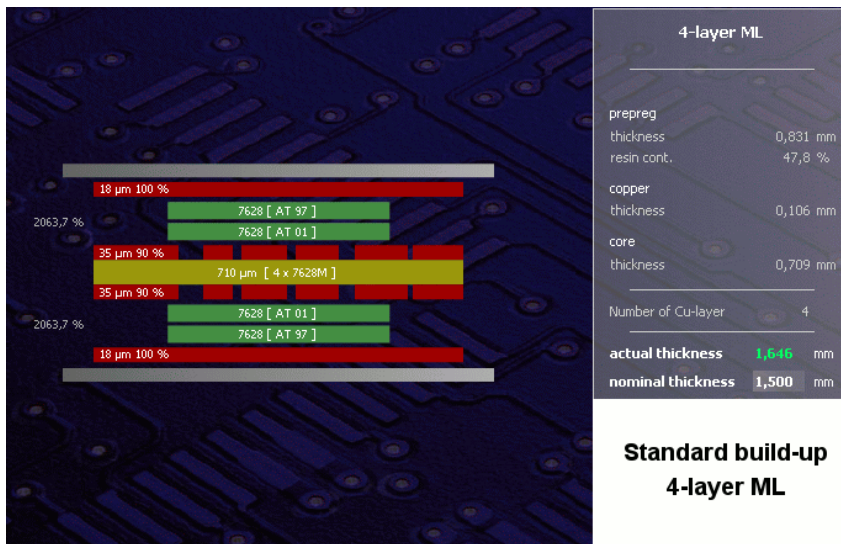 4-layer ML
prepreg
thickness 0,831 mm
resin cont. 47,8 %
copper
thickness 0,106 mm
core
thickness 0,709 mm
Number of Cu-layer 4
actual thickness 1,646 mm
nominal thickness 1,500 mm
18 µm 100 %
7628 [ AT 97 ]
2063,7 %
7628 [ AT 01 ]
35 µm 90 %
710 µm [ 4 x 7628M ]
35 µm 90 %
7628 [ AT 01 ]
2063,7 %
7628 [ AT 97 ]
18 µm 100 %
Standard build-up
4-layer ML